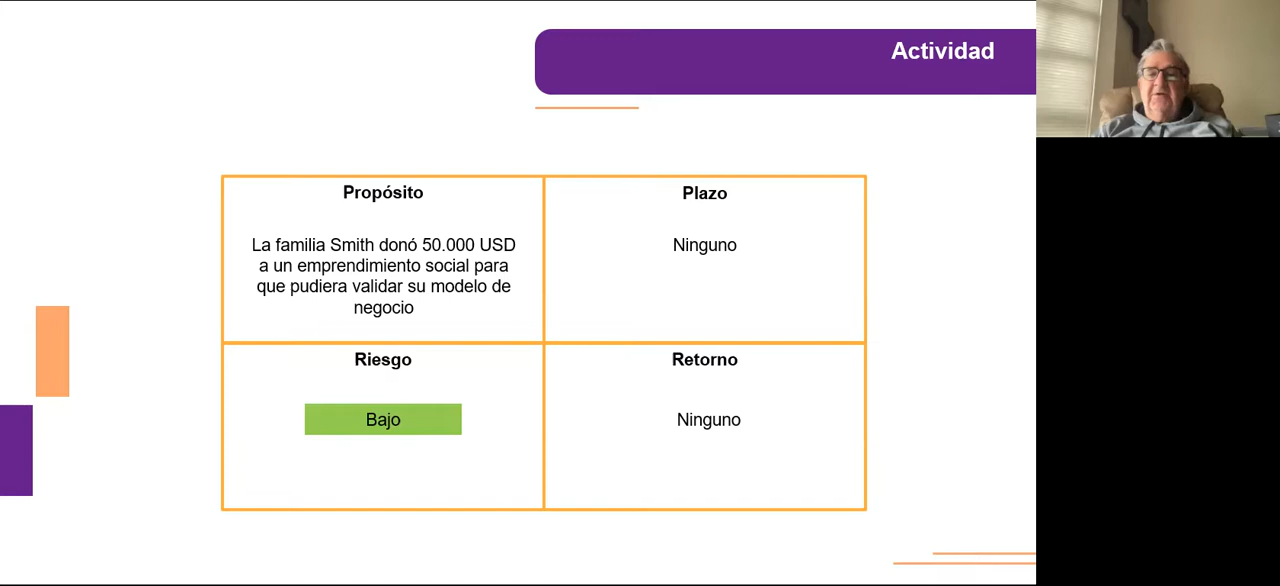 Actividad
Propósito
La familia Smith donó 50.000 USD
a un emprendimiento social para
que pudiera validar su modelo de
negocio
Plazo
Ninguno
Riesgo
Bajo
Retorno
Ninguno